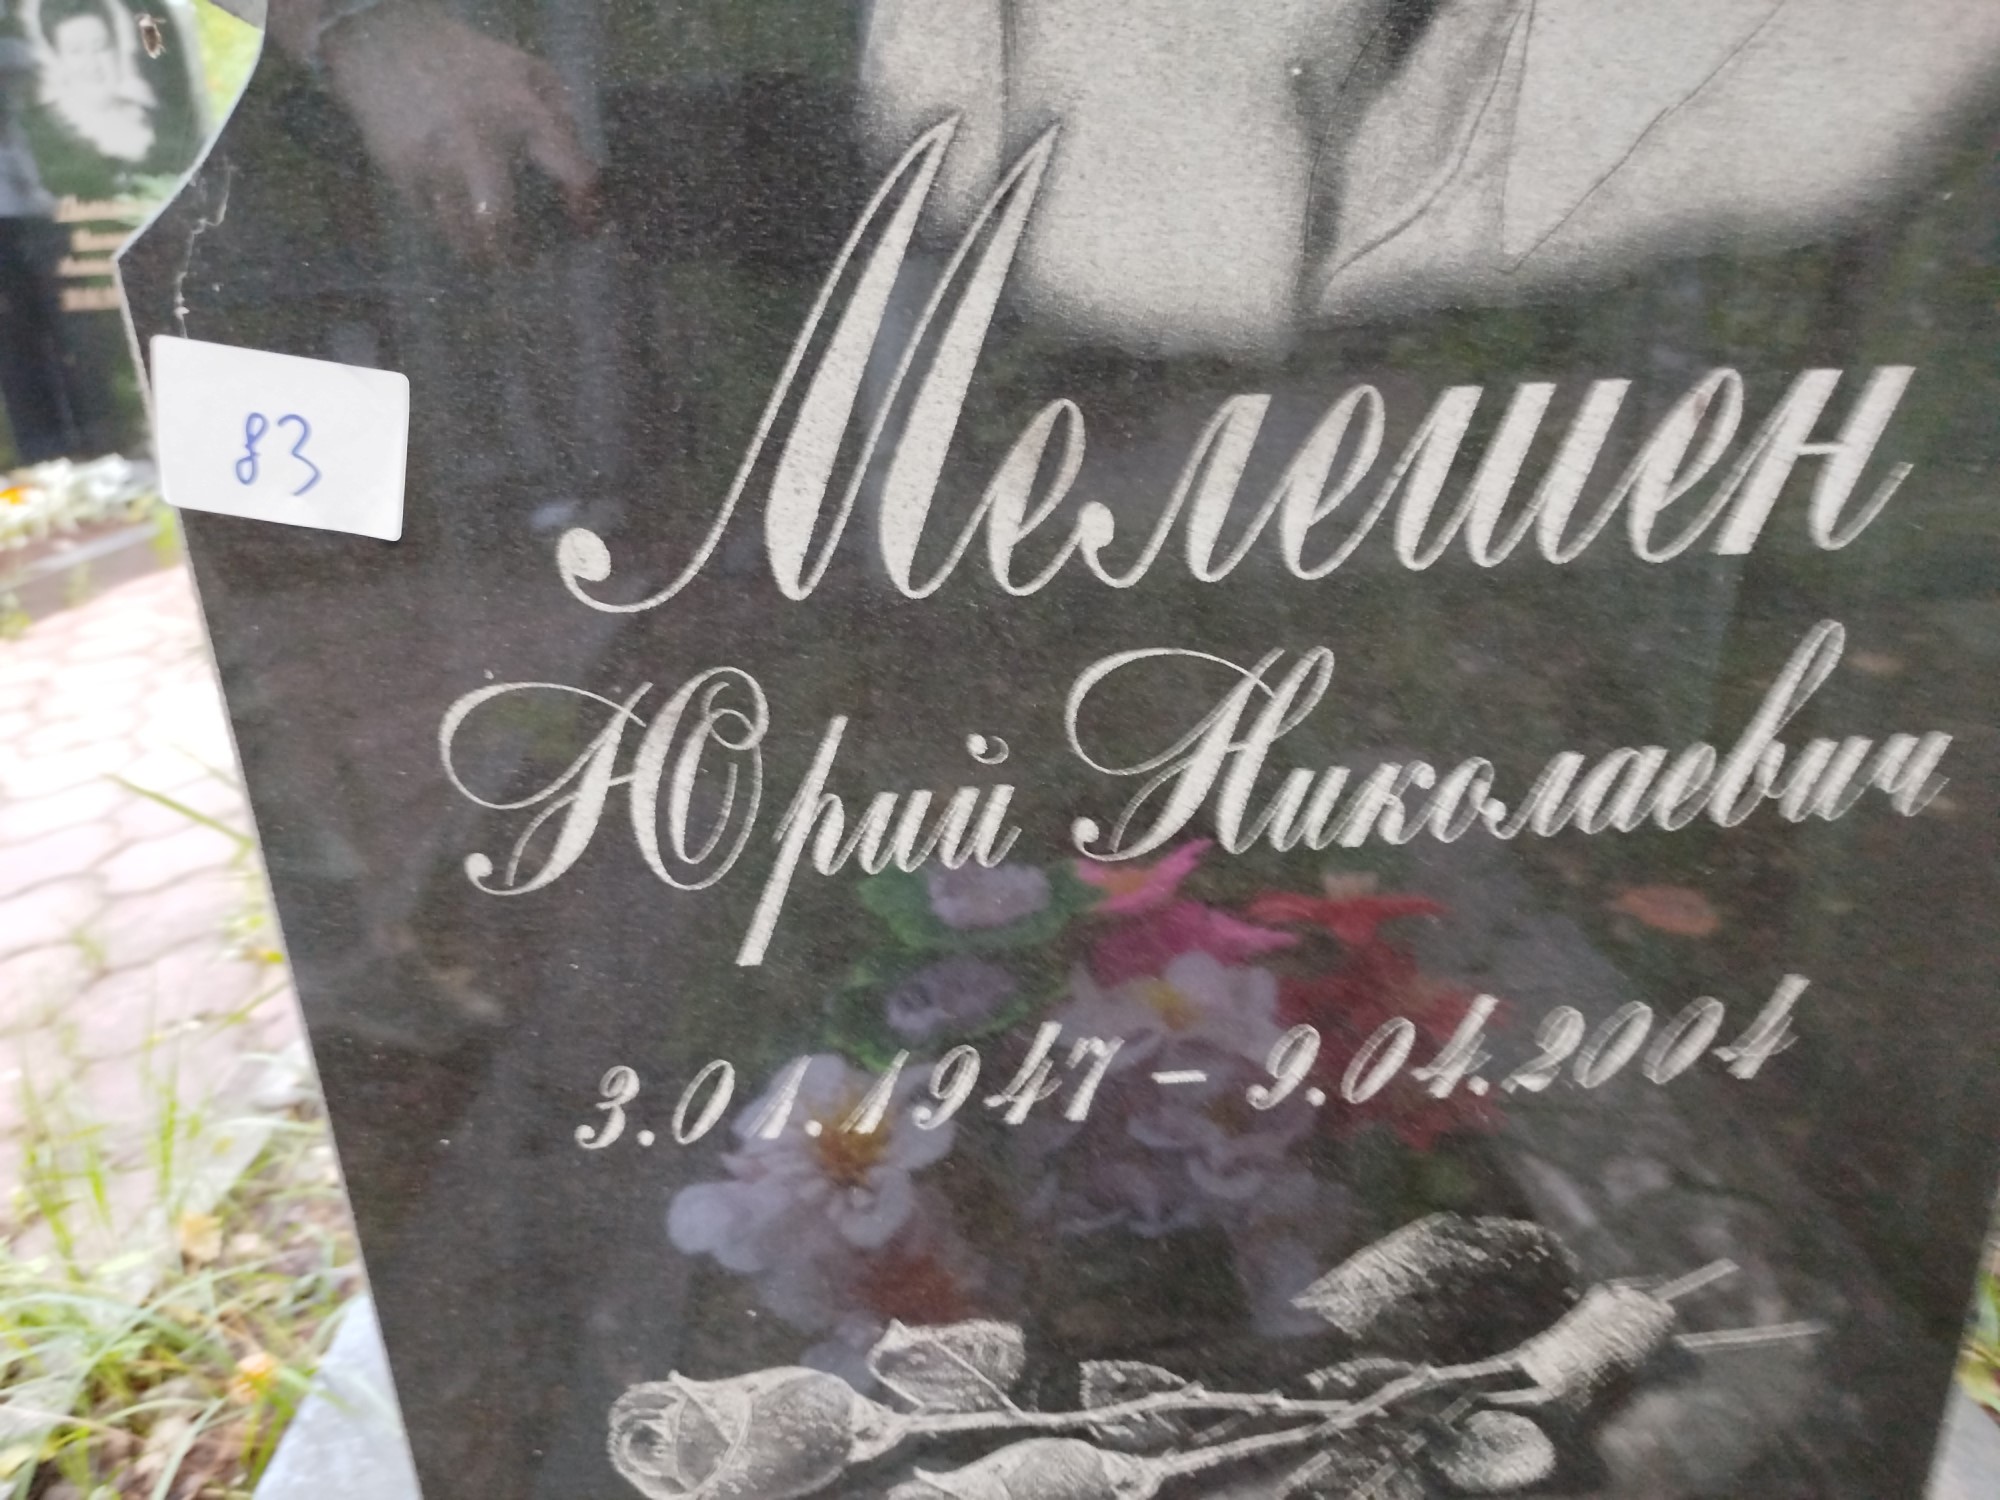 83
Мелешен
Юрий Николаевич
3.01.1947 - 9.04.2004